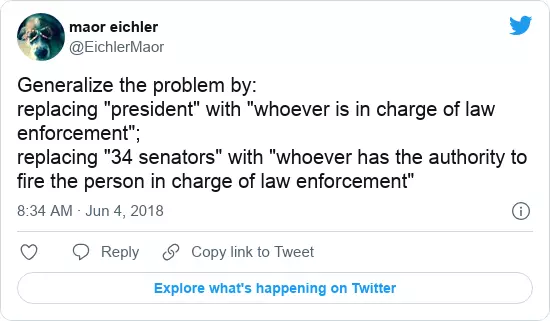 maor eichler
@EichlerMaor
Generalize the problem by:
replacing "president" with "whoever is in charge of law
enforcement";
replacing "34 senators" with "whoever has the authority to
fire the person in charge of law enforcement"
8:34 AM · Jun 4, 2018
Reply Copy link to Tweet
Explore what's happening on Twitter